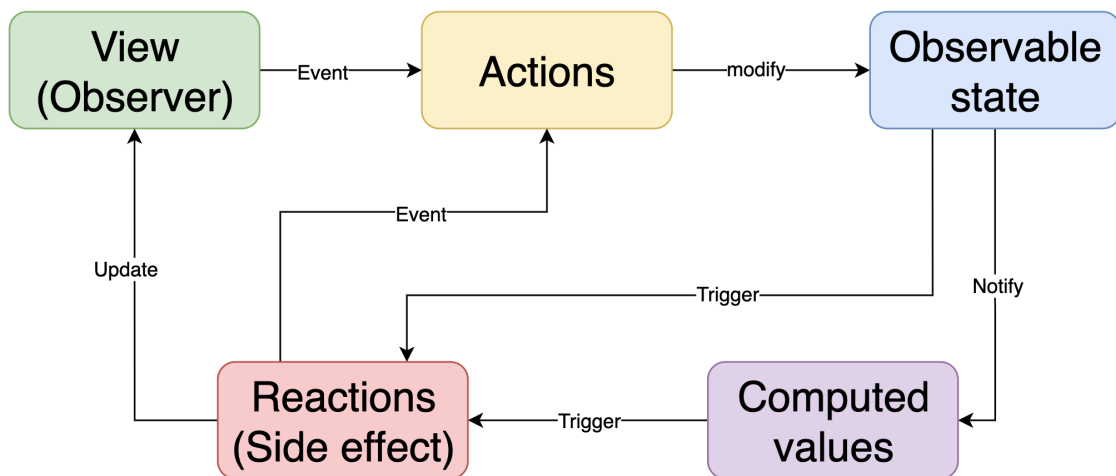 View
(Observer)
Event
Actions
modify
Observable
state
Event
Update
Trigger
Notify
Reactions
(Side effect)
Trigger
Computed
values